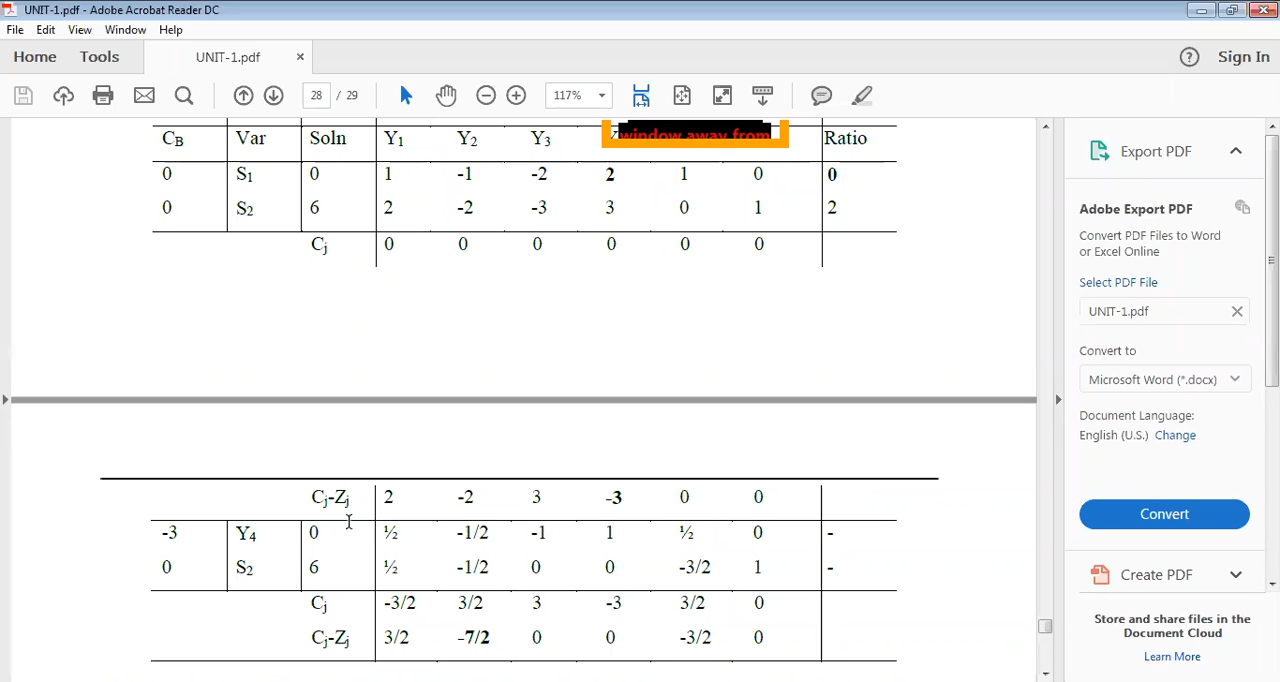 UNIT-1.pdf - Adobe Acrobat Reader DC
File Edit View Window Help
Home Tools UNIT-1.pdf × ? Sign In
28 / 29 117%
window away from
C_B Var Soln Y₁ Y₂ Y₃ Ratio
0 S₁ 0 1 -1 -2 2 1 0 0
0 S₂ 6 2 -2 -3 3 0 1 2
Cⱼ 0 0 0 0 0 0
Cⱼ-Zⱼ 2 -2 3 -3 0 0
-3 Y₄ 0 ½ -1/2 -1 1 ½ 0 -
0 S₂ 6 ½ -1/2 0 0 -3/2 1 -
Cⱼ -3/2 3/2 3 -3 3/2 0
Cⱼ-Zⱼ 3/2 -7/2 0 0 -3/2 0
Export PDF
Adobe Export PDF
Convert PDF Files to Word
or Excel Online
Select PDF File
UNIT-1.pdf
Convert to
Microsoft Word (*.docx)
Document Language:
English (U.S.) Change
Convert
Create PDF
Store and share files in the
Document Cloud
Learn More